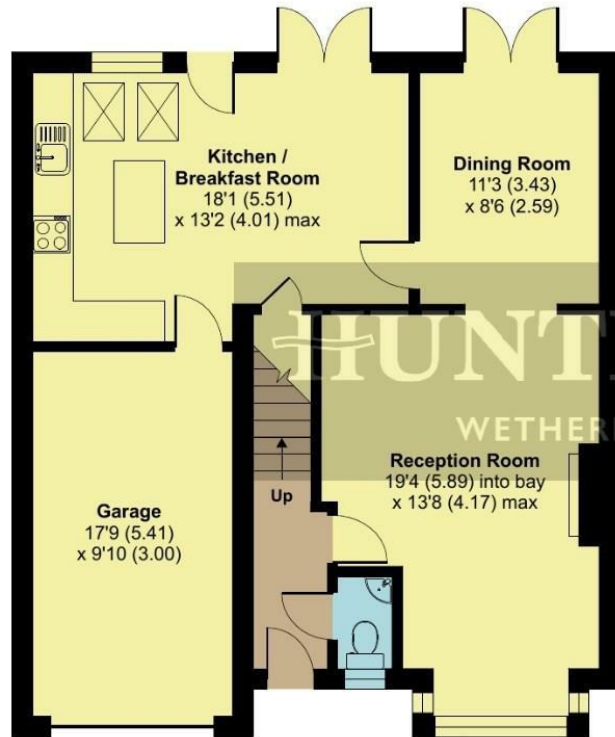 Kitchen /
Breakfast Room
18'1 (5.51)
x 13'2 (4.01) max
Dining Room
11'3 (3.43)
x 8'6 (2.59)
HUNT
WETHER
Reception Room
19'4 (5.89) into bay
x 13'8 (4.17) max
Up
Garage
17'9 (5.41)
x 9'10 (3.00)